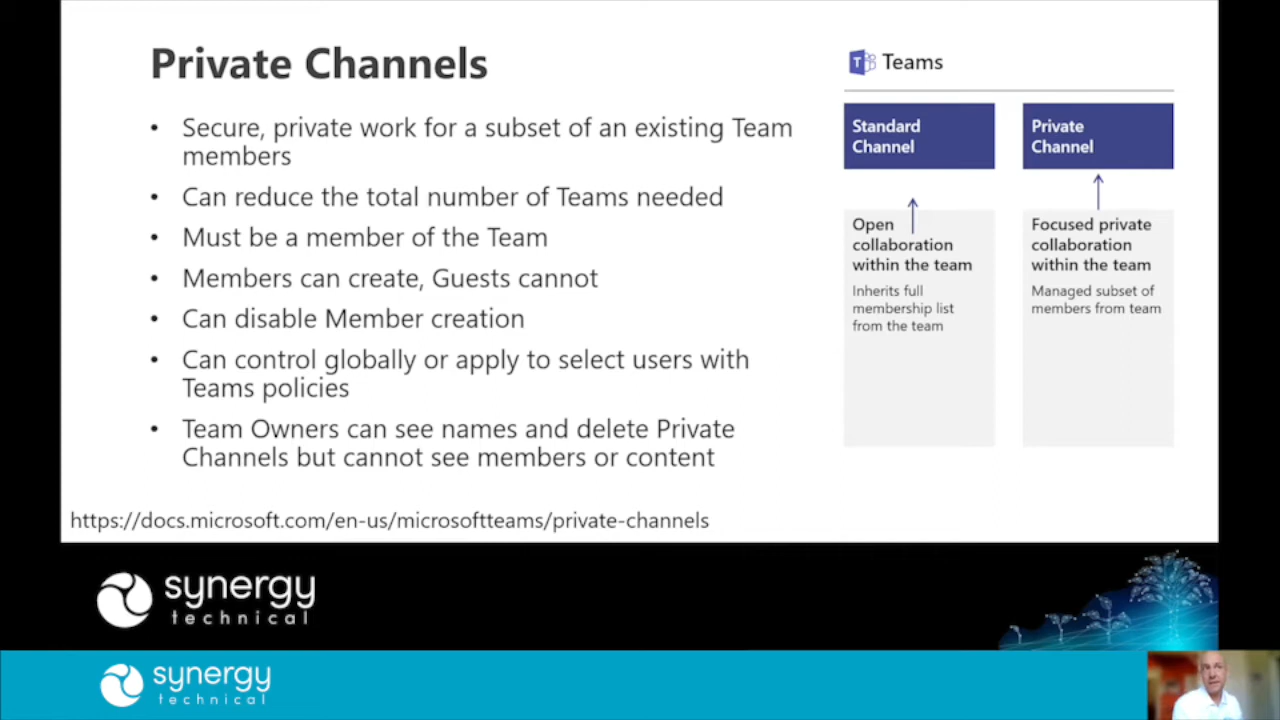 Private Channels
• Secure, private work for a subset of an existing Team
members
• Can reduce the total number of Teams needed
• Must be a member of the Team
• Members can create, Guests cannot
• Can disable Member creation
• Can control globally or apply to select users with
Teams policies
• Team Owners can see names and delete Private
Channels but cannot see members or content
https://docs.microsoft.com/en-us/microsoftteams/private-channels
T Teams
Standard
Channel
Open
collaboration
within the team
Inherits full
membership list
from the team
Private
Channel
Focused private
collaboration
within the team
Managed subset of
members from team
synergy
technical
synergy
technical